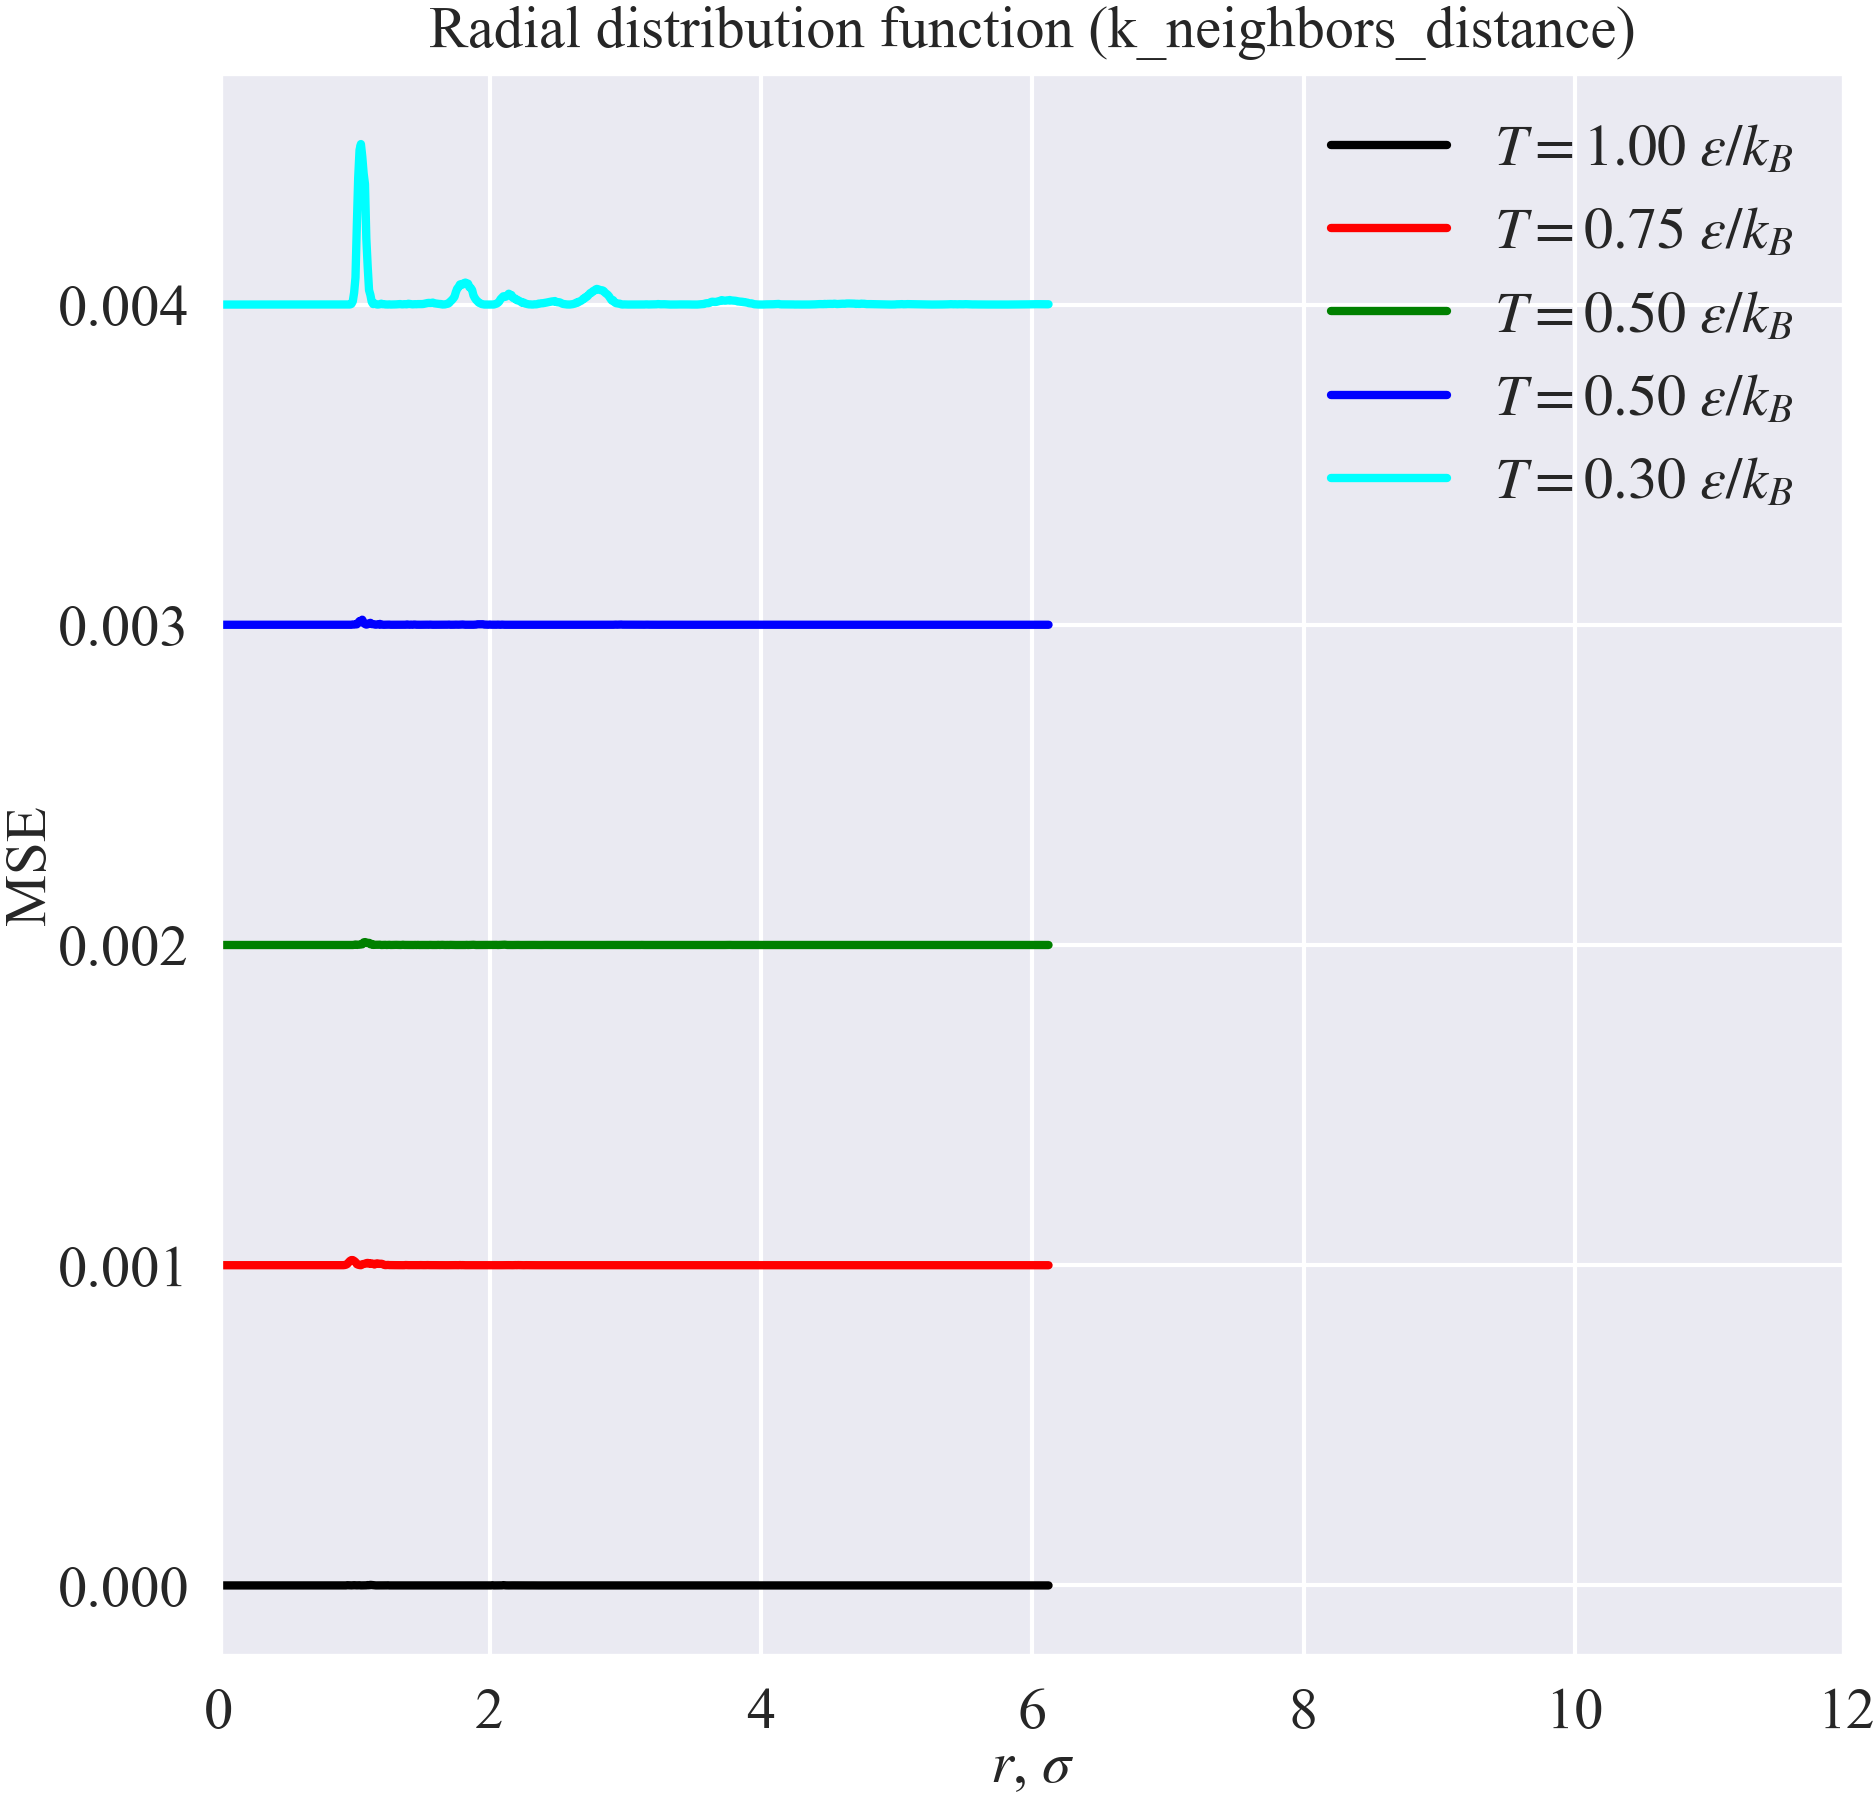 Radial distribution function (k_neighbors_distance)
T = 1.00 ε/k_B
T = 0.75 ε/k_B
T = 0.50 ε/k_B
T = 0.50 ε/k_B
T = 0.30 ε/k_B
0.004
0.003
0.002
0.001
0.000
MSE
0 2 4 6 8 10 12
r, σ